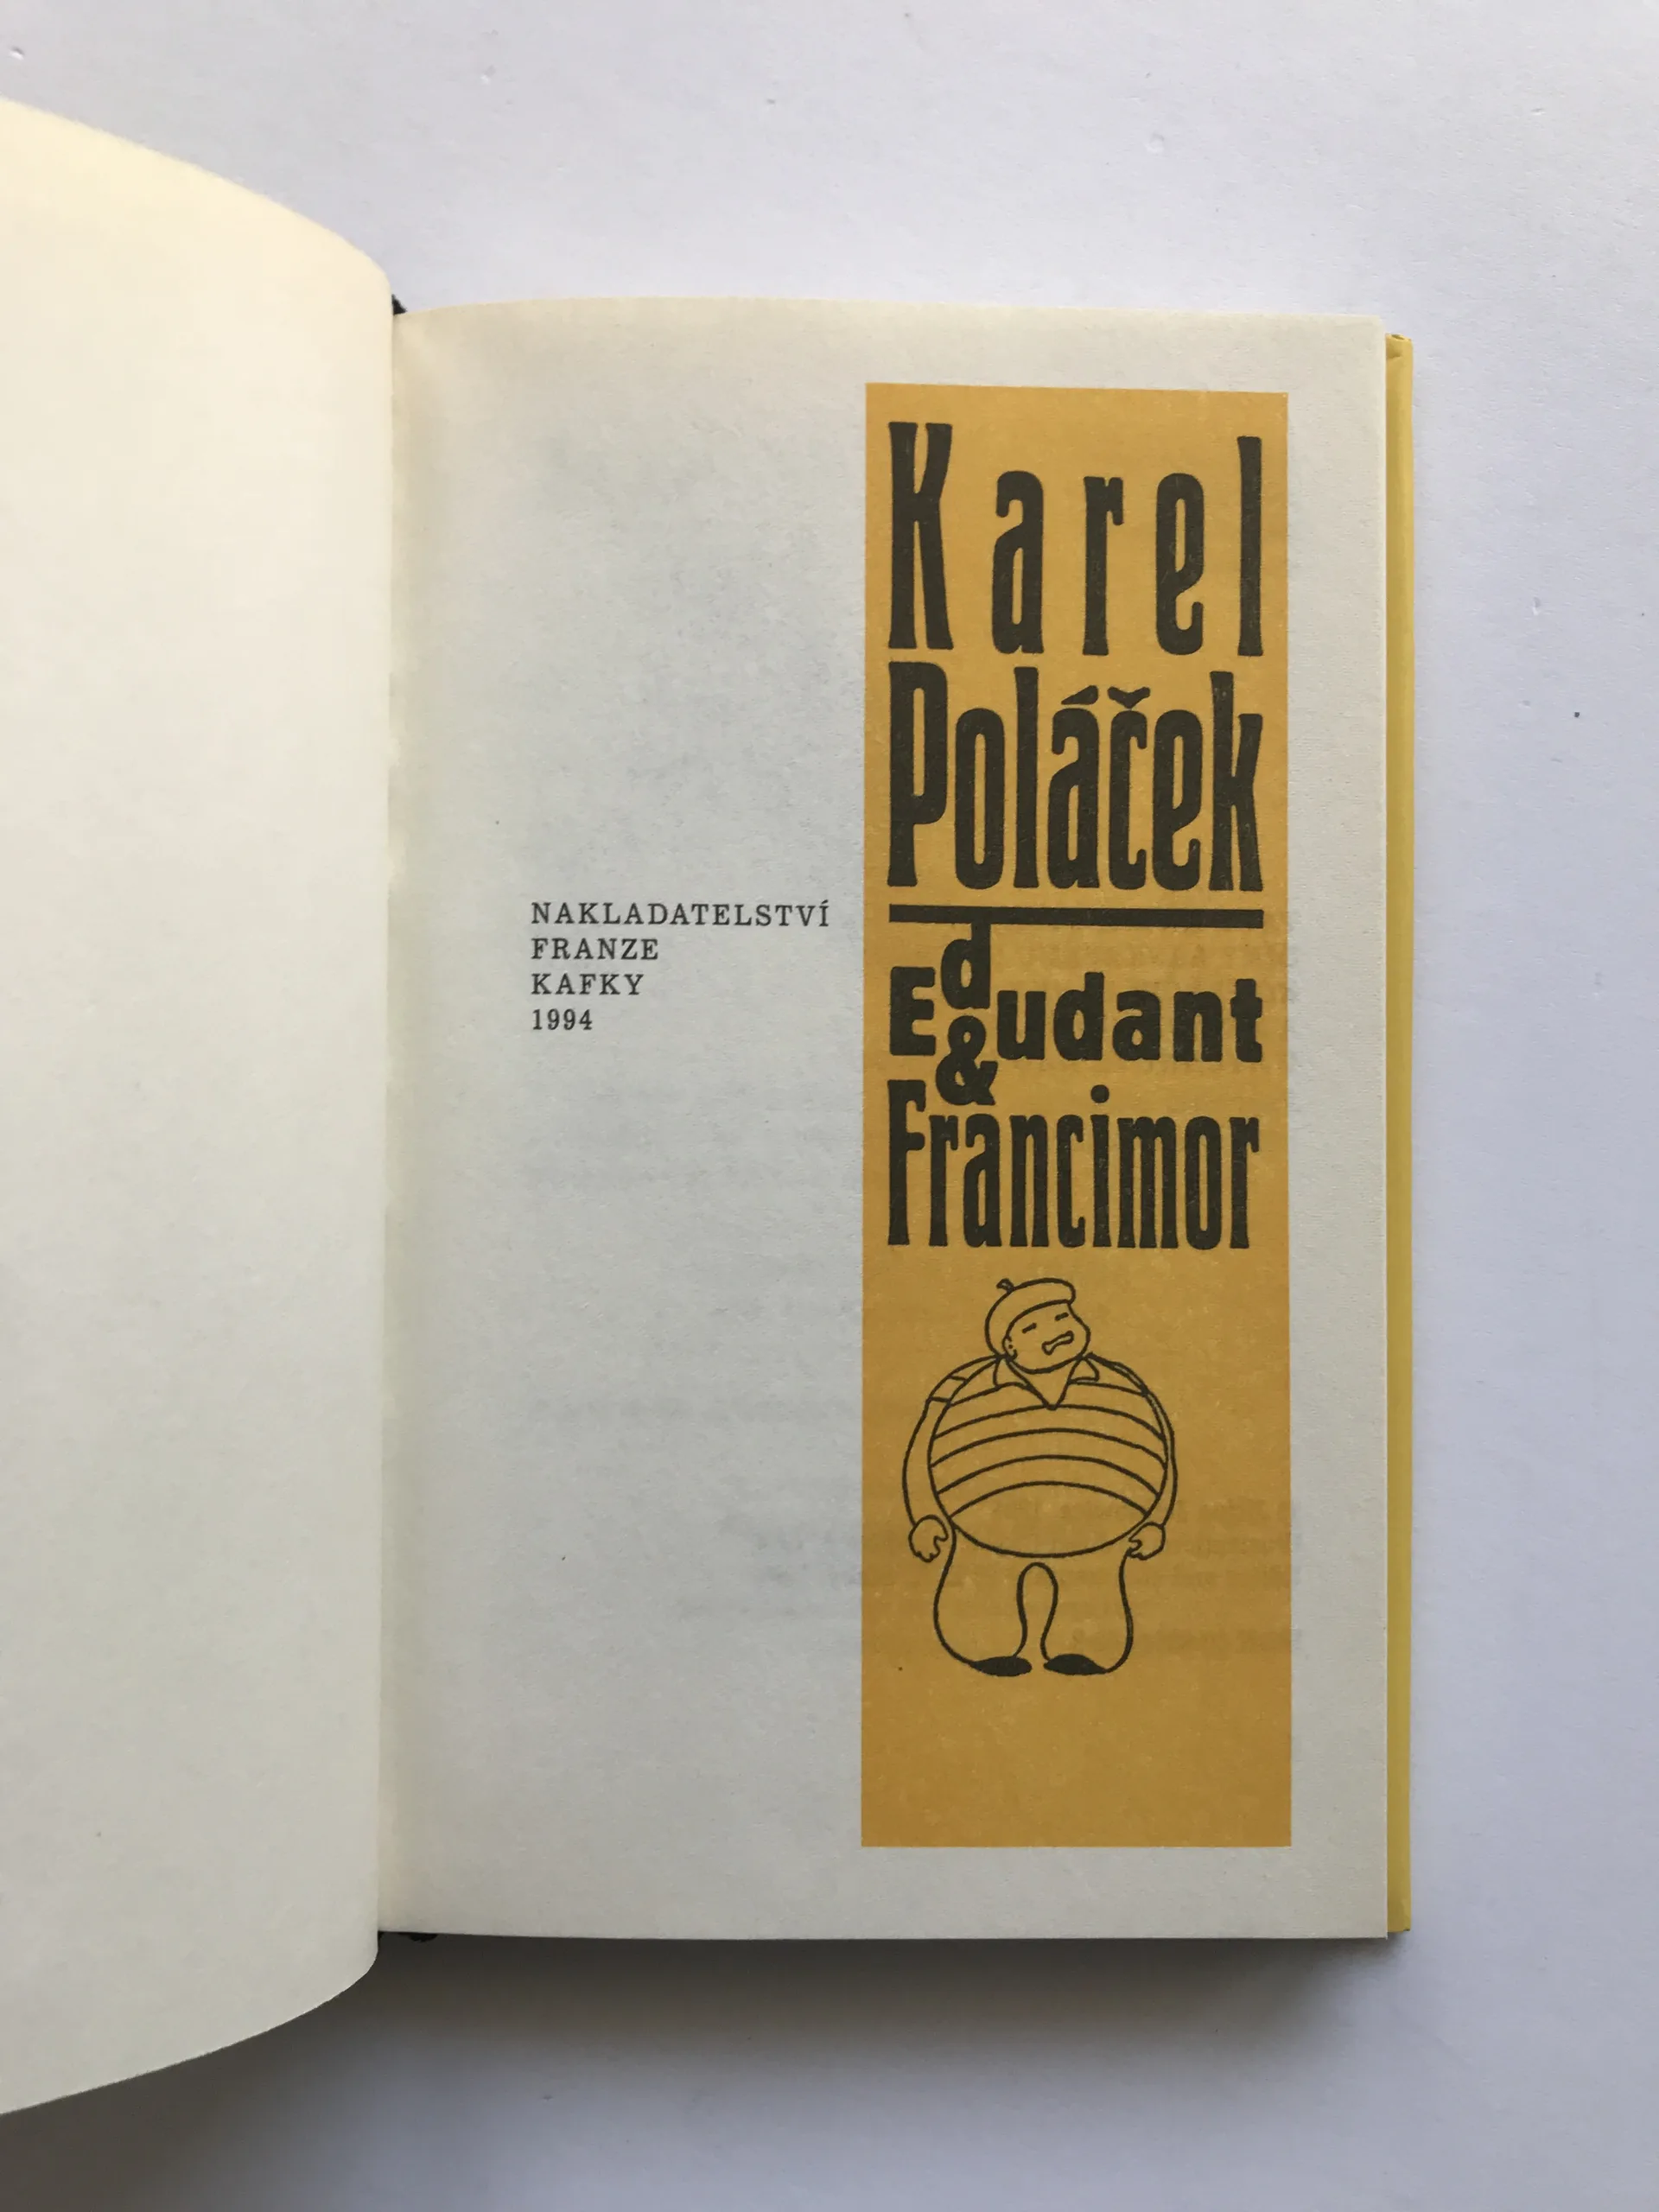 NAKLADATELSTVÍ
FRANZE
KAFKY
1994
Karel
Poláček
Edudant
&
Francimor